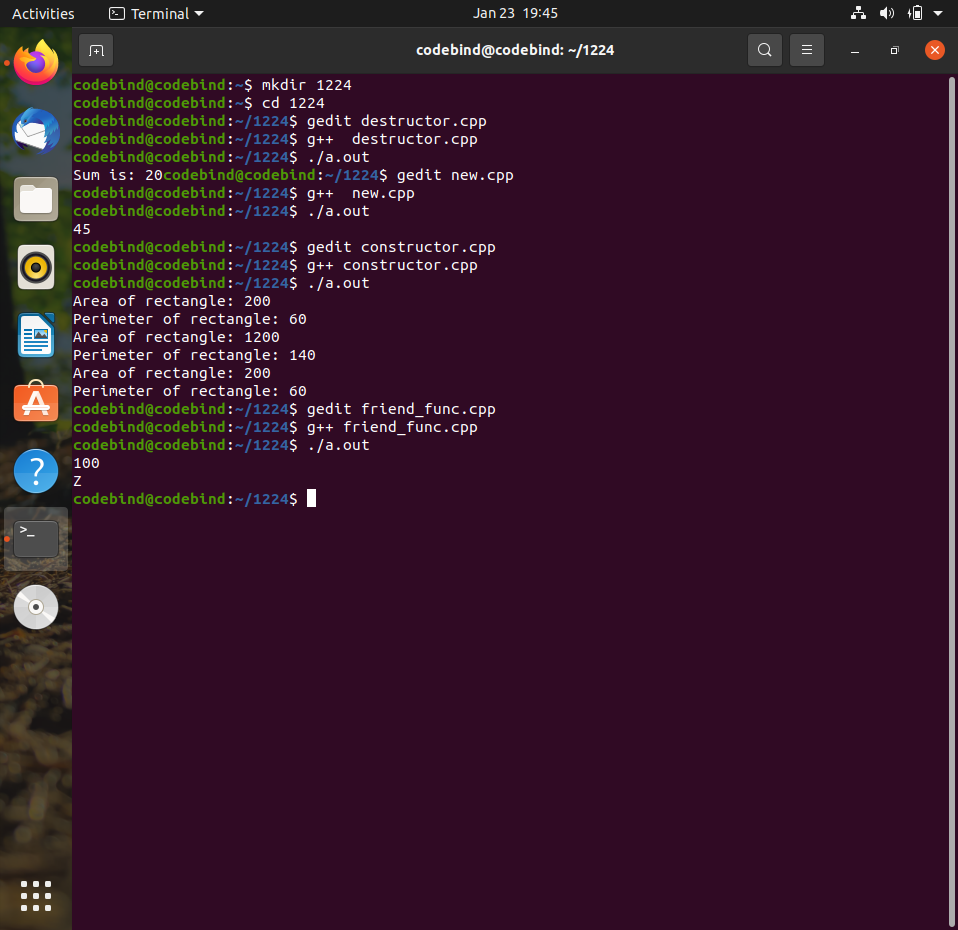 Activities Terminal Jan 23 19:45
codebind@codebind: ~/1224
codebind@codebind:~$ mkdir 1224
codebind@codebind:~$ cd 1224
codebind@codebind:~/1224$ gedit destructor.cpp
codebind@codebind:~/1224$ g++  destructor.cpp
codebind@codebind:~/1224$ ./a.out
Sum is: 20codebind@codebind:~/1224$ gedit new.cpp
codebind@codebind:~/1224$ g++  new.cpp
codebind@codebind:~/1224$ ./a.out
45
codebind@codebind:~/1224$ gedit constructor.cpp
codebind@codebind:~/1224$ g++ constructor.cpp
codebind@codebind:~/1224$ ./a.out
Area of rectangle: 200
Perimeter of rectangle: 60
Area of rectangle: 1200
Perimeter of rectangle: 140
Area of rectangle: 200
Perimeter of rectangle: 60
codebind@codebind:~/1224$ gedit friend_func.cpp
codebind@codebind:~/1224$ g++ friend_func.cpp
codebind@codebind:~/1224$ ./a.out
100
Z
codebind@codebind:~/1224$